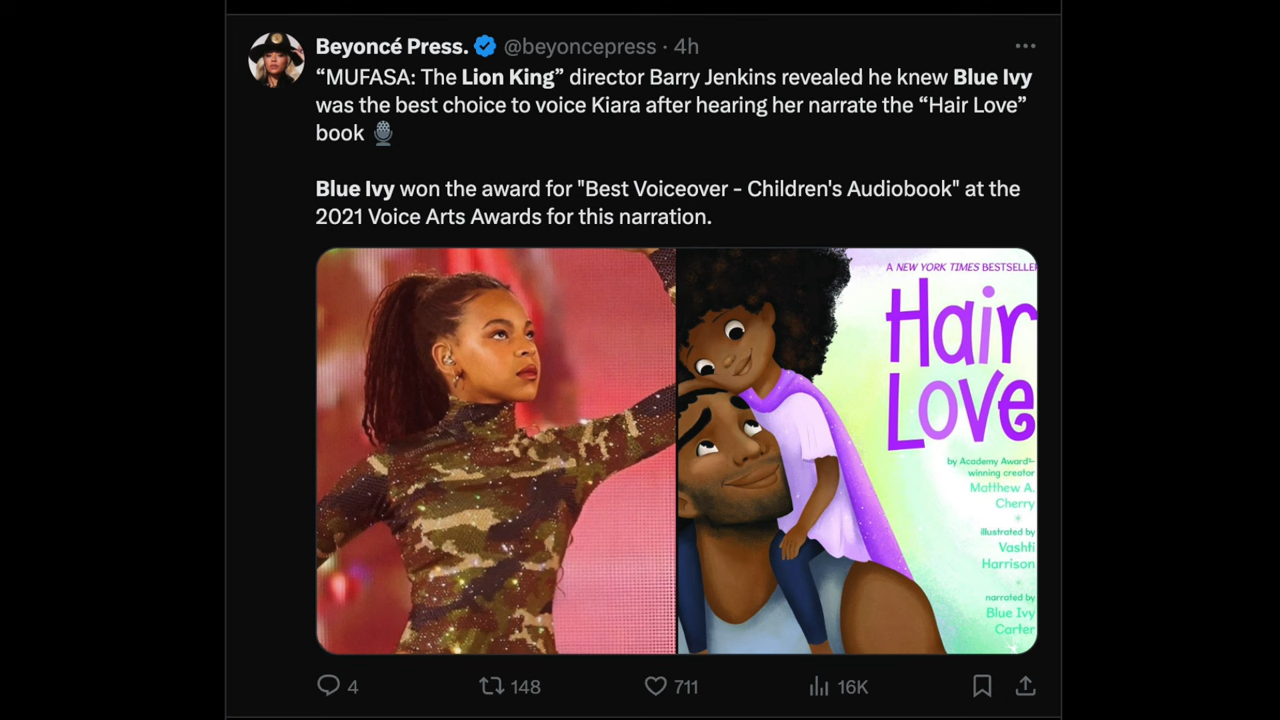 Beyoncé Press. @beyoncepress · 4h
“MUFASA: The Lion King” director Barry Jenkins revealed he knew Blue Ivy
was the best choice to voice Kiara after hearing her narrate the “Hair Love”
book 🎙️
Blue Ivy won the award for "Best Voiceover - Children's Audiobook" at the
2021 Voice Arts Awards for this narration.
A NEW YORK TIMES BESTSELLER
Hair
Love
by Academy Award®-
winning creator
Matthew A.
Cherry
illustrated by
Vashti
Harrison
narrated by
Blue Ivy
Carter
4 148 711 16K